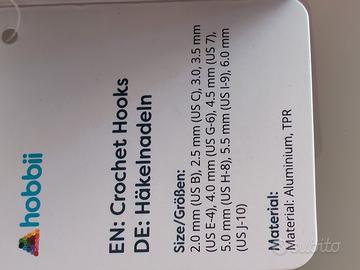 hobbii
EN: Crochet Hooks
DE: Häkelnadeln
Size/Größen:
2.0 mm (US B), 2.5 mm (US C), 3.0, 3.5 mm
(US E-4), 4.0 mm (US G-6), 4.5 mm (US 7),
5.0 mm (US H-8), 5.5 mm (US I-9), 6.0 mm
(US J-10)
Material:
Material: Aluminium, TPR
subito